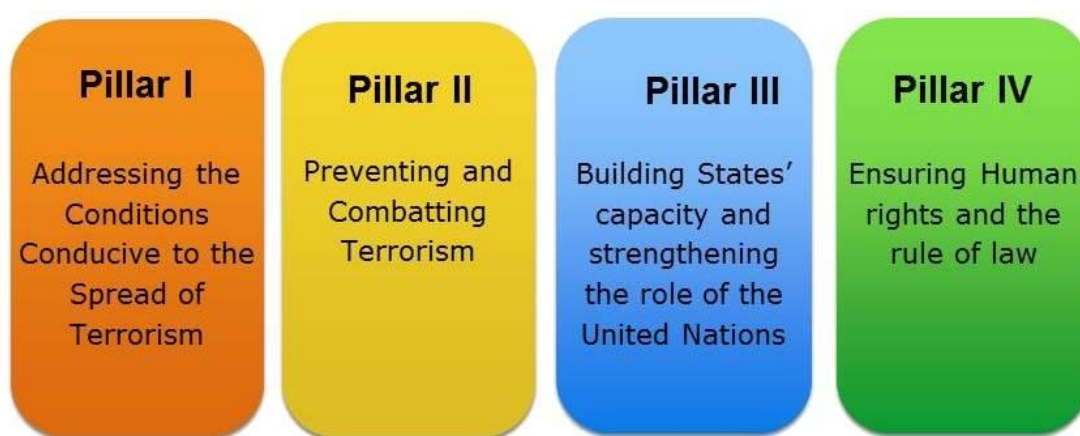 Pillar I
Addressing the
Conditions
Conducive to the
Spread of
Terrorism
Pillar II
Preventing and
Combatting
Terrorism
Pillar III
Building States’
capacity and
strengthening
the role of the
United Nations
Pillar IV
Ensuring Human
rights and the
rule of law